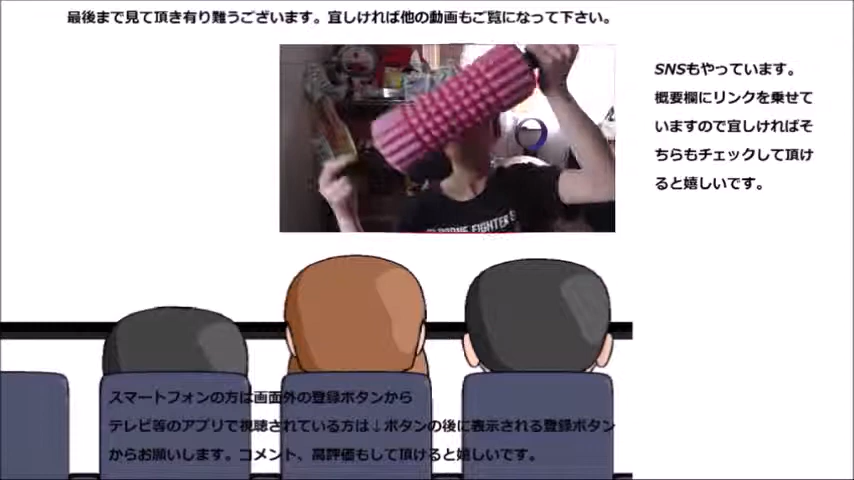 最後まで見て頂き有り難うございます。宜しければ他の動画もご覧になって下さい。
SNSもやっています。
概要欄にリンクを乗せて
いますので宜しければそ
ちらもチェックして頂け
ると嬉しいです。
FIGHTER
スマートフォンの方は画面外の登録ボタンから
テレビ等のアプリで視聴されている方は↓ボタンの後に表示される登録ボタン
からお願いします。コメント、高評価もして頂けると嬉しいです。